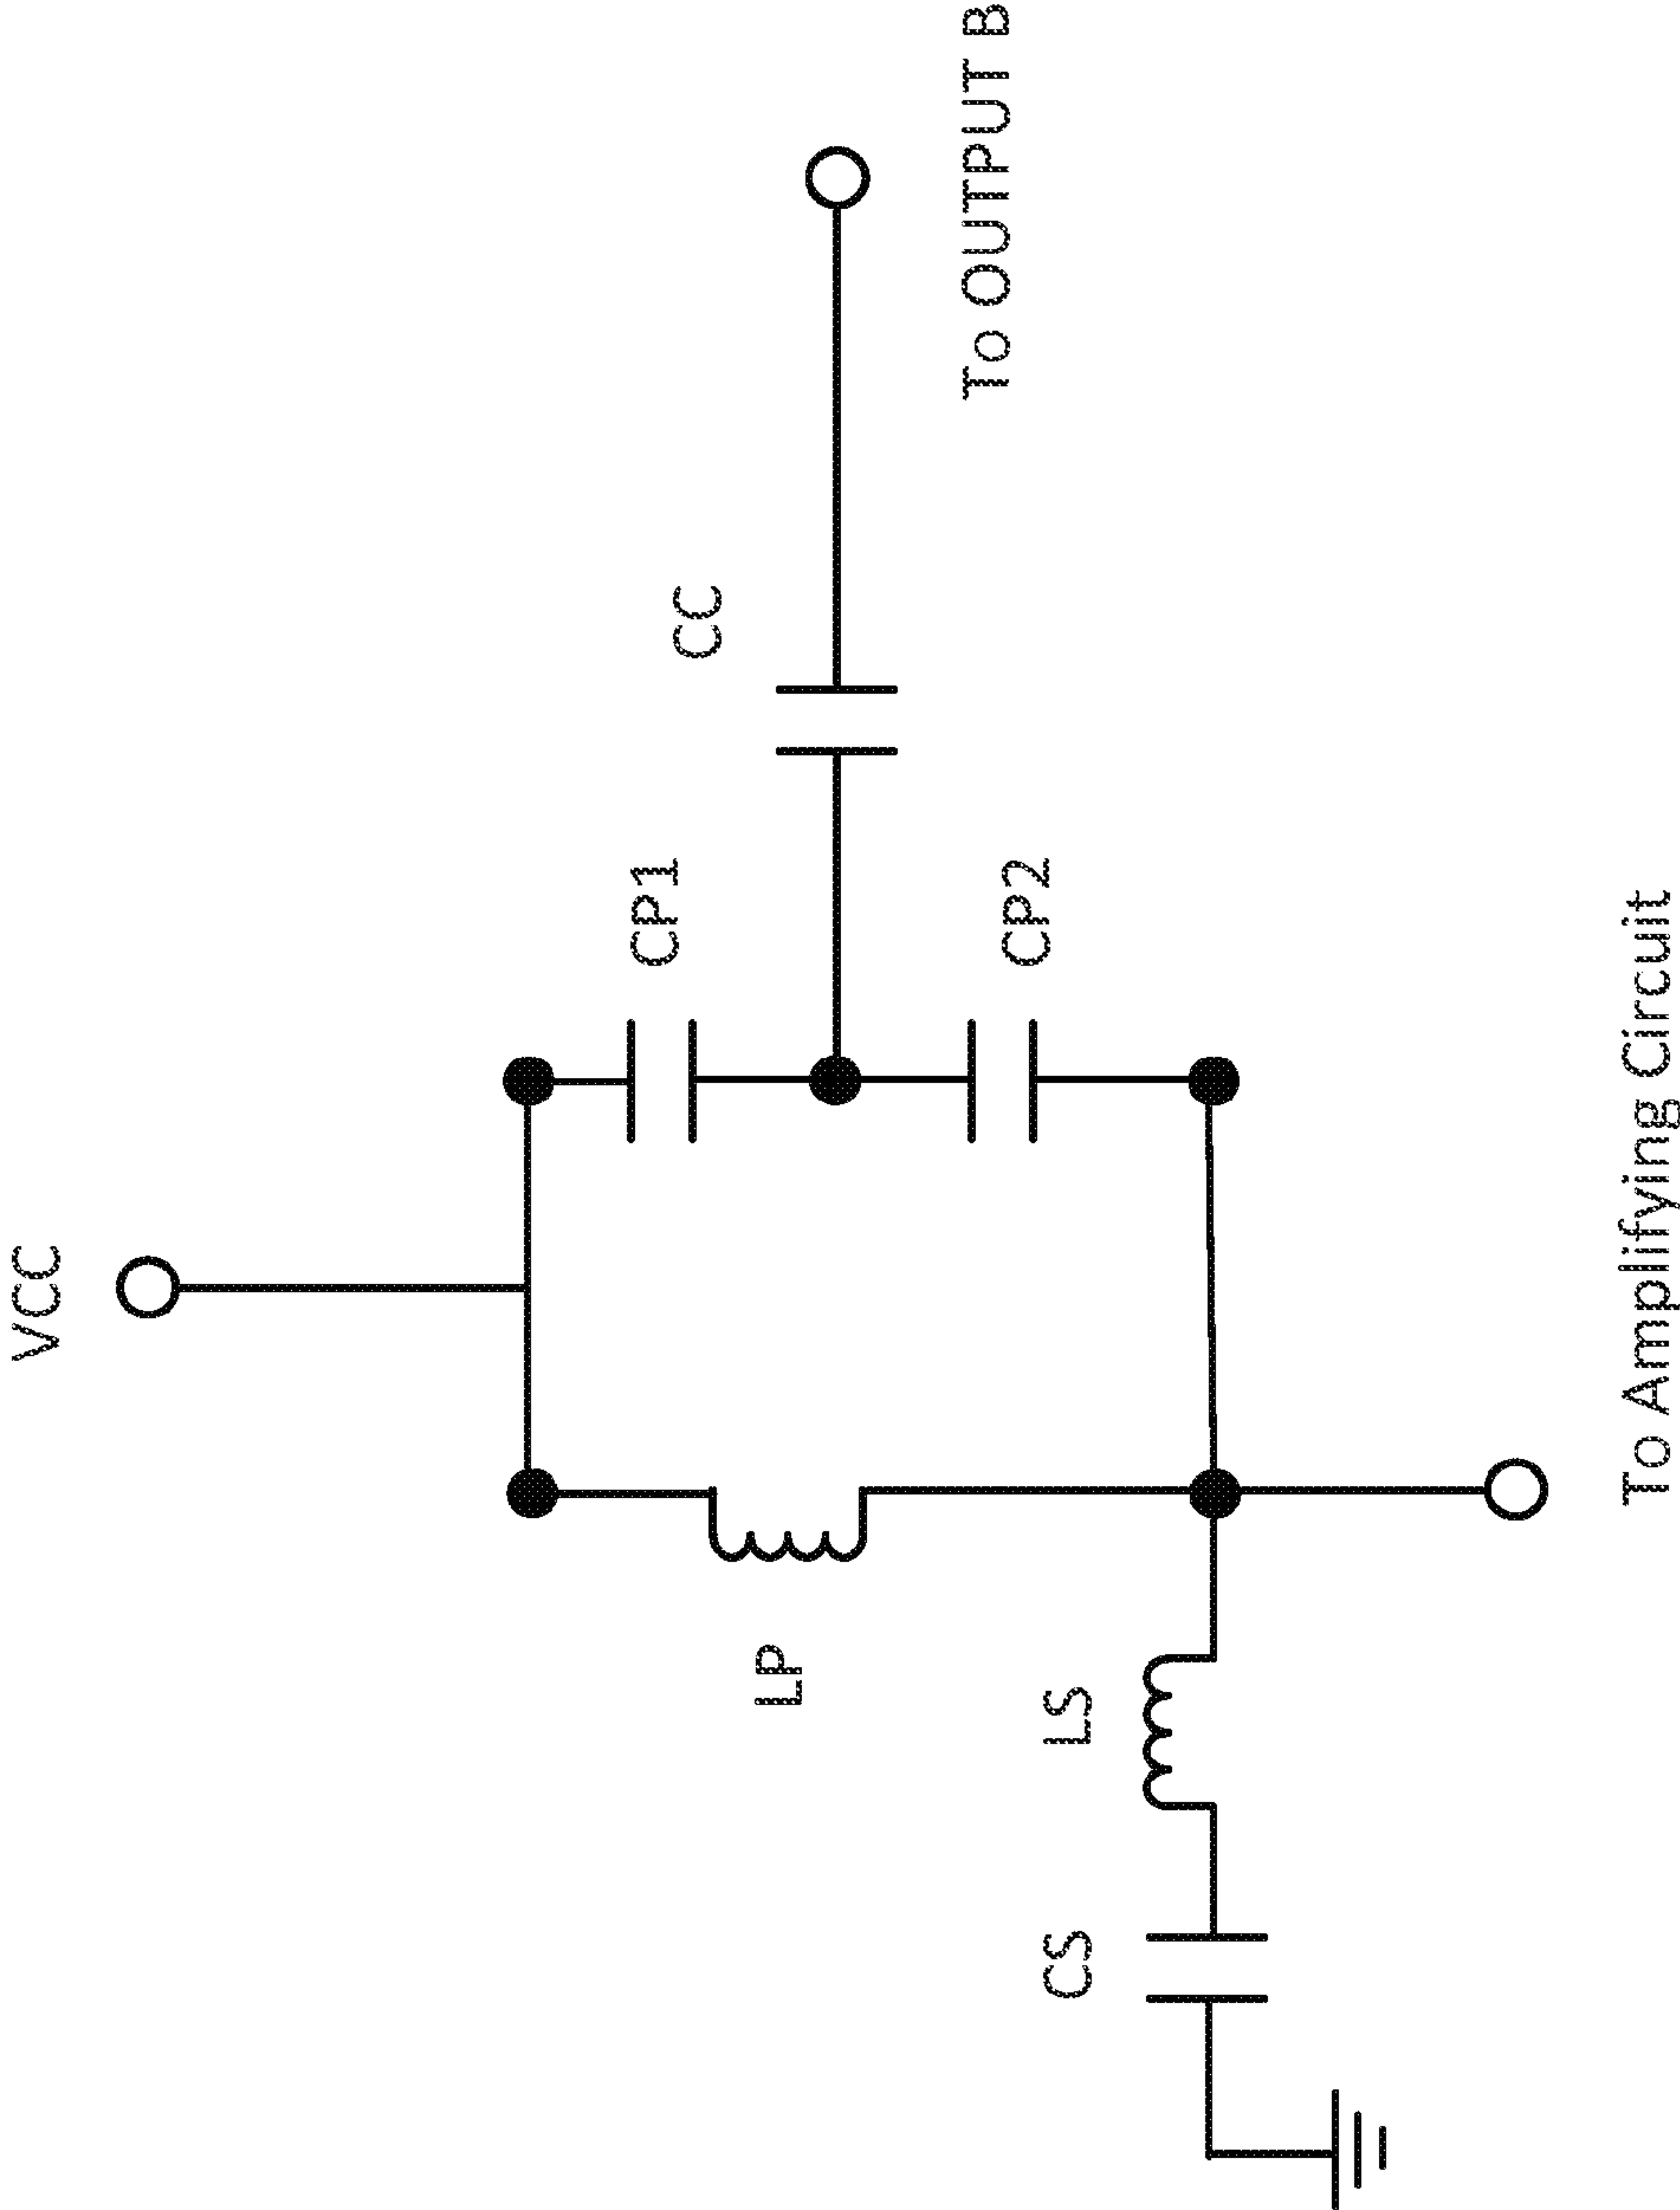 VCC
LP
CP1
CC
CP2
To OUTPUT B
CS
LS
To Amplifying Circuit